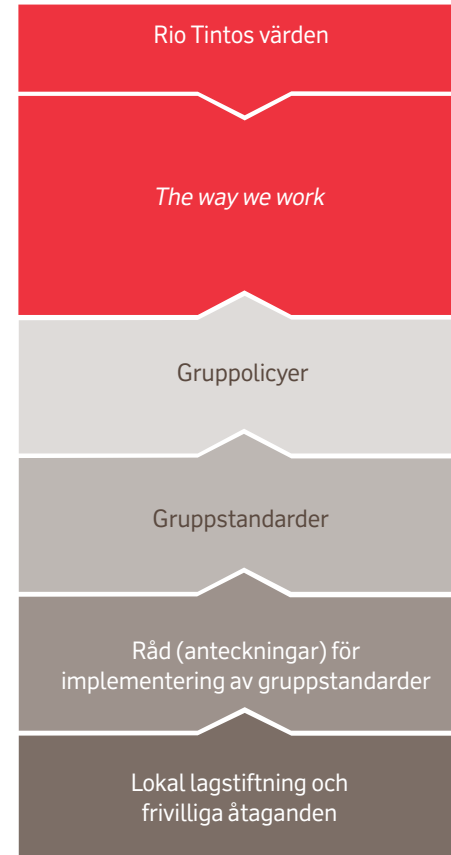 Rio Tintos värden
The way we work
Gruppolicyer
Gruppstandarder
Råd (anteckningar) för
implementering av gruppstandarder
Lokal lagstiftning och
frivilliga åtaganden